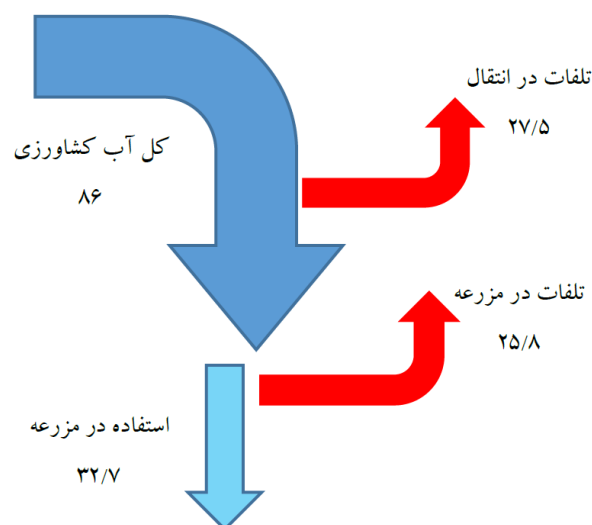 تلفات در انتقال
۲۷/۵
کل آب کشاورزی
۸۶
تلفات در مزرعه
۲۵/۸
استفاده در مزرعه
۳۲/۷